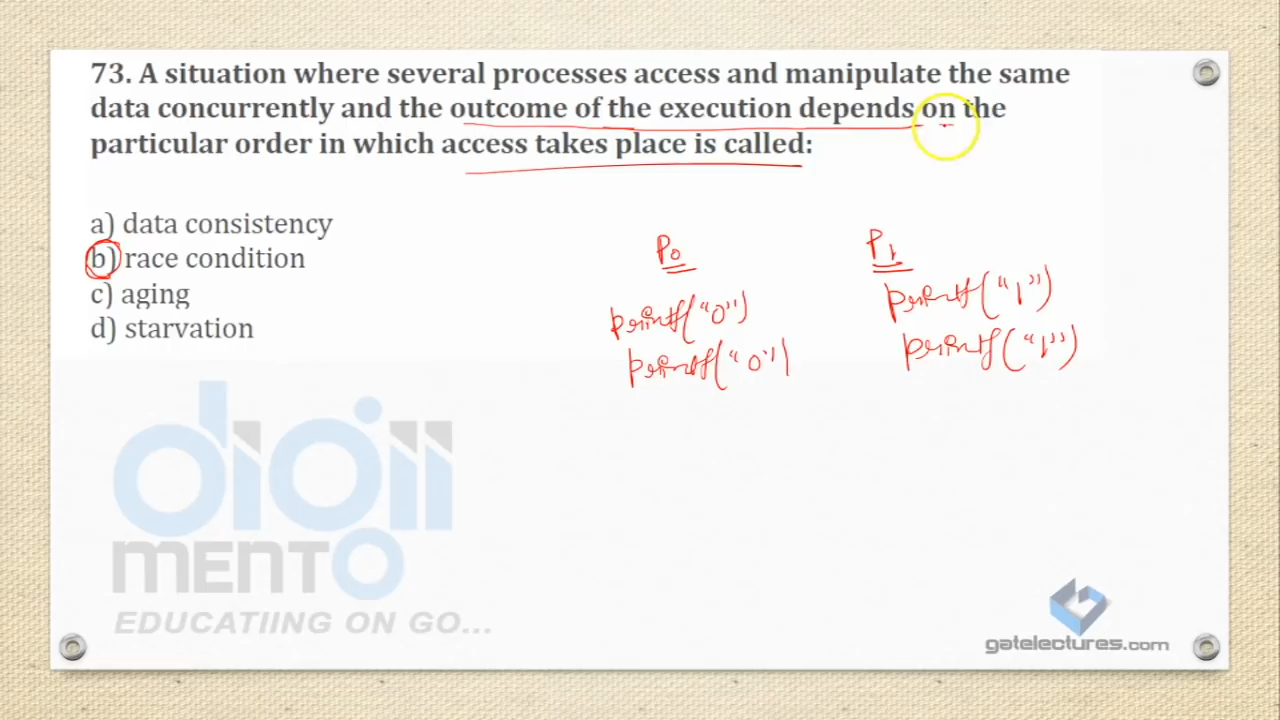 73. A situation where several processes access and manipulate the same
data concurrently and the outcome of the execution depends on the
particular order in which access takes place is called:
a) data consistency
b) race condition
c) aging
d) starvation
P0 P1
printf("0") printf("1")
printf("0") printf("1")
digii
MENTO
EDUCATIING ON GO...
gatelectures.com